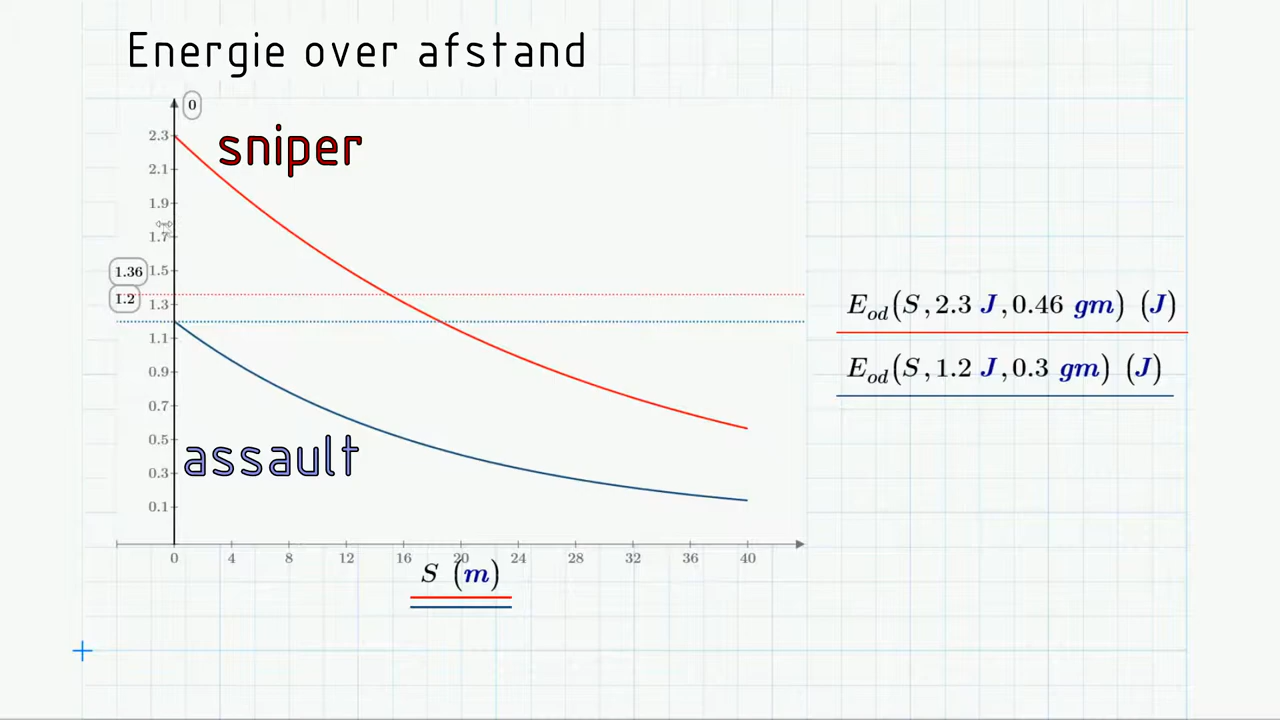 Energie over afstand
0
sniper
2.3
2.1
1.9
1.7
1.36
1.5
1.2
1.3
1.1
0.9
0.7
0.5
0.3
0.1
assault
0 4 8 12 16 20 24 28 32 36 40
S (m)
E_od(S, 2.3 J, 0.46 gm) (J)
E_od(S, 1.2 J, 0.3 gm) (J)